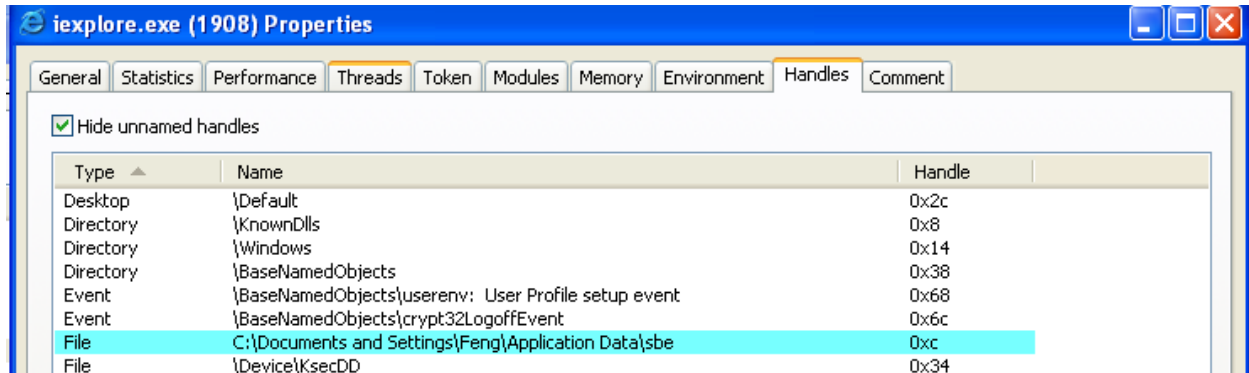 iexplore.exe (1908) Properties
General Statistics Performance Threads Token Modules Memory Environment Handles Comment
Hide unnamed handles
Type Name Handle
Desktop \Default 0x2c
Directory \KnownDlls 0x8
Directory \Windows 0x14
Directory \BaseNamedObjects 0x38
Event \BaseNamedObjects\userenv: User Profile setup event 0x68
Event \BaseNamedObjects\crypt32LogoffEvent 0x6c
File C:\Documents and Settings\Feng\Application Data\sbe 0xc
File \Device\KsecDD 0x34